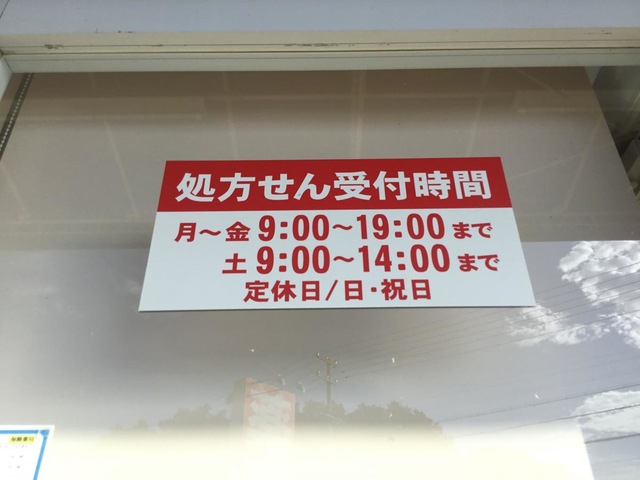 処方せん受付時間
月～金 9:00～19:00 まで
土 9:00～14:00 まで
定休日/日・祝日